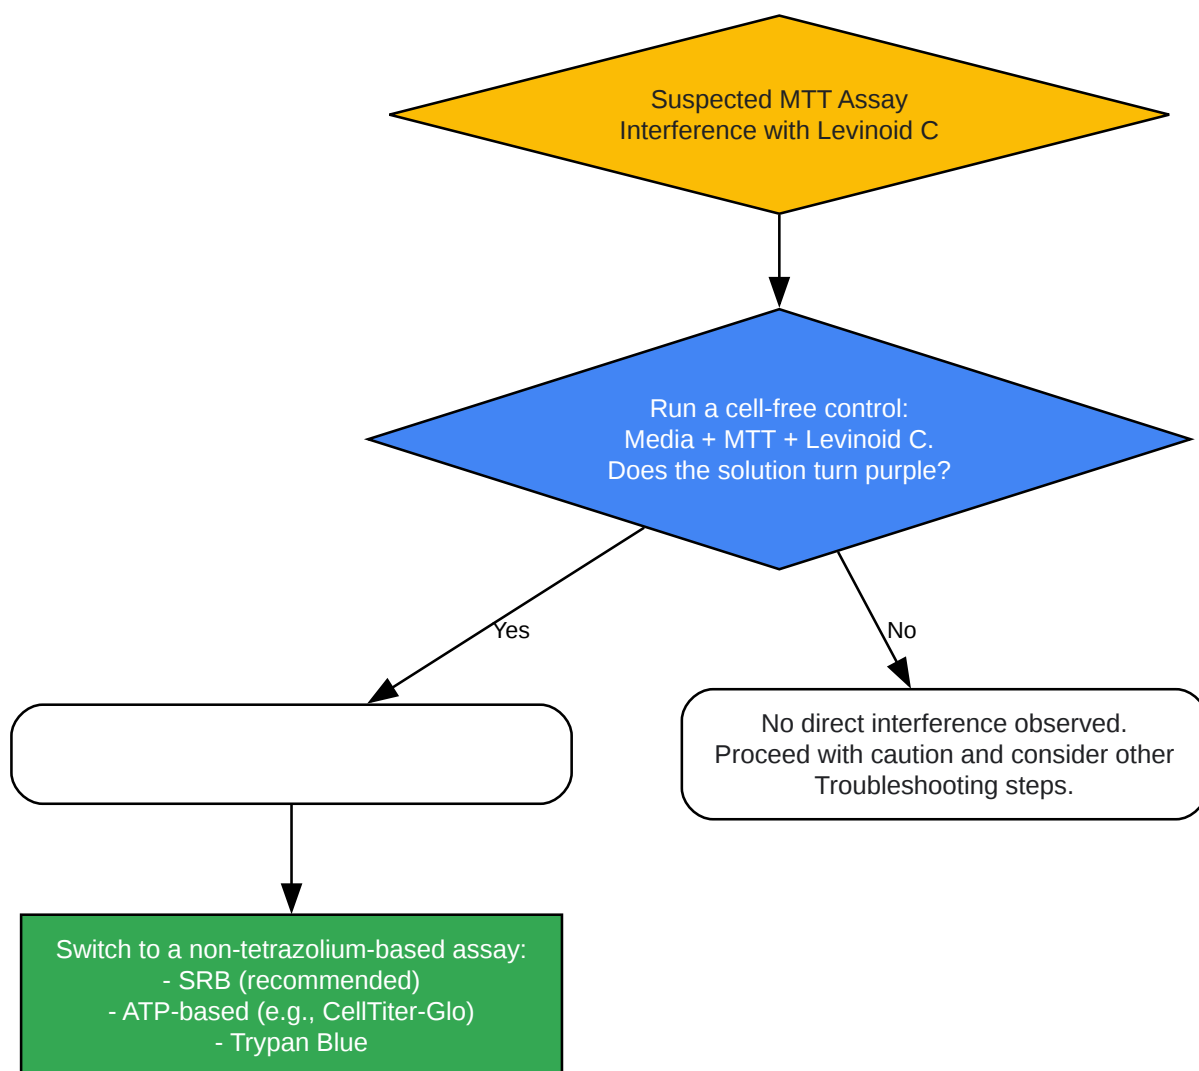 Suspected MTT Assay
Interference with Levinoid C
Run a cell-free control:
Media + MTT + Levinoid C.
Does the solution turn purple?
Yes
No
No direct interference observed.
Proceed with caution and consider other
Troubleshooting steps.
Switch to a non-tetrazolium-based assay:
- SRB (recommended)
- ATP-based (e.g., CellTiter-Glo)
- Trypan Blue